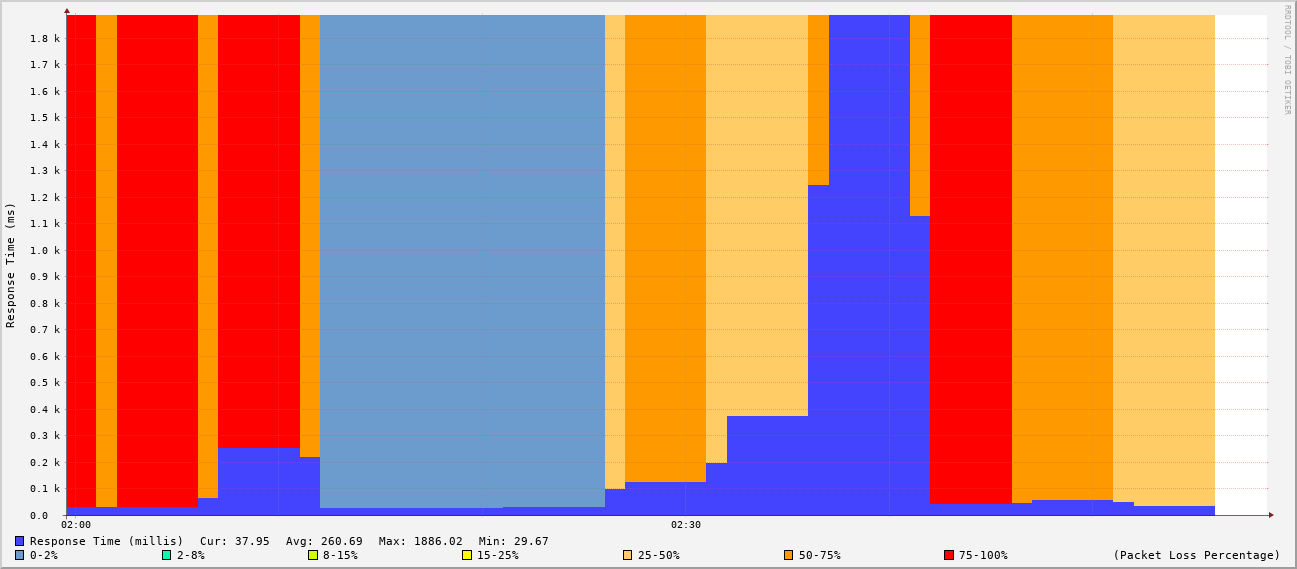 RRDTOOL / TOBI OETIKER
Response Time (ms)
1.8 k
1.7 k
1.6 k
1.5 k
1.4 k
1.3 k
1.2 k
1.1 k
1.0 k
0.9 k
0.8 k
0.7 k
0.6 k
0.5 k
0.4 k
0.3 k
0.2 k
0.1 k
0.0
02:00 02:30
Response Time (millis) Cur: 37.95 Avg: 260.69 Max: 1886.02 Min: 29.67
0-2% 2-8% 8-15% 15-25% 25-50% 50-75% 75-100% (Packet Loss Percentage)